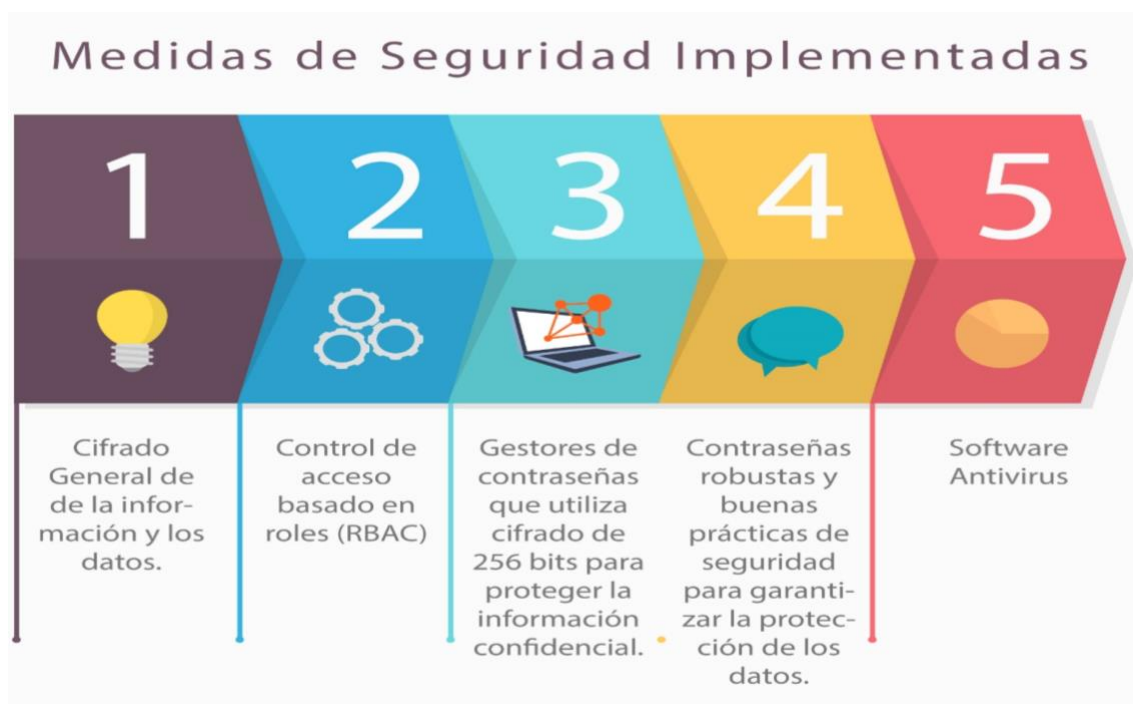 Medidas de Seguridad Implementadas
1
2
3
4
5
Cifrado
General de
de la infor-
mación y los
datos.
Control de
acceso
basado en
roles (RBAC)
Gestores de
contraseñas
que utiliza
cifrado de
256 bits para
proteger la
información
confidencial.
Contraseñas
robustas y
buenas
prácticas de
seguridad
para garanti-
zar la protec-
ción de los
datos.
Software
Antivirus